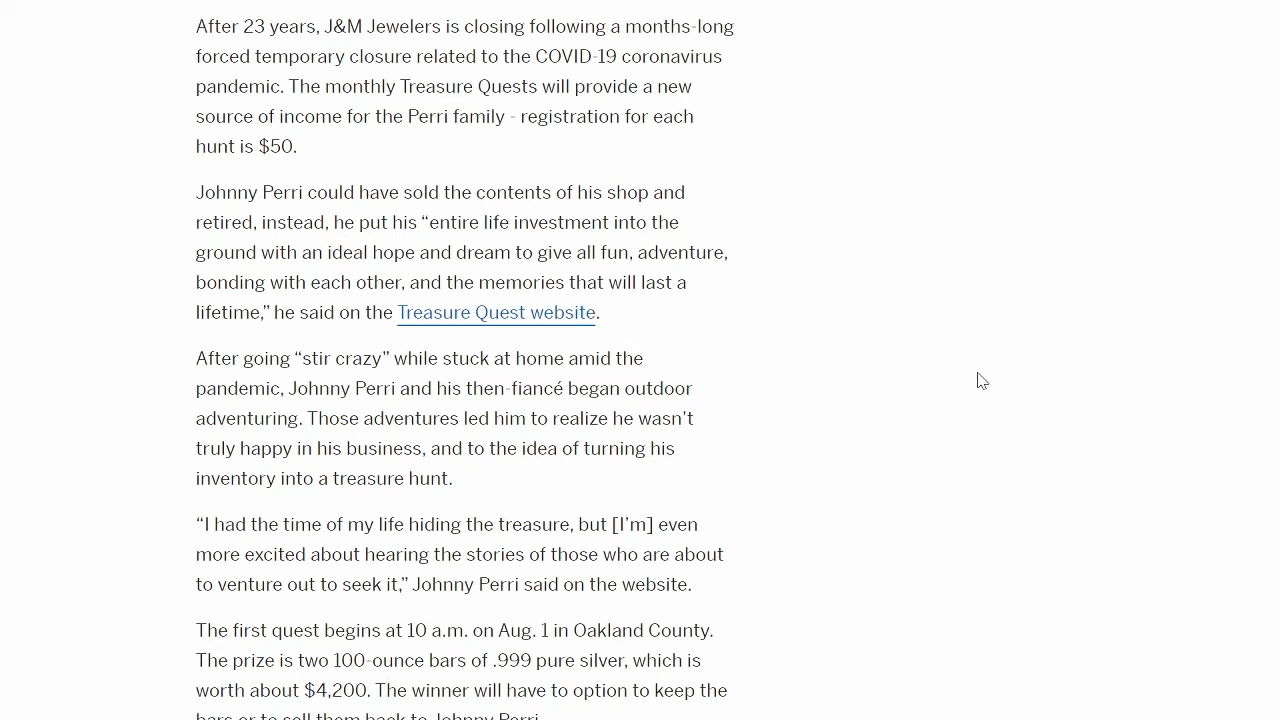 After 23 years, J&M Jewelers is closing following a months-long
forced temporary closure related to the COVID-19 coronavirus
pandemic. The monthly Treasure Quests will provide a new
source of income for the Perri family - registration for each
hunt is $50.
Johnny Perri could have sold the contents of his shop and
retired, instead, he put his “entire life investment into the
ground with an ideal hope and dream to give all fun, adventure,
bonding with each other, and the memories that will last a
lifetime,” he said on the Treasure Quest website.
After going “stir crazy” while stuck at home amid the
pandemic, Johnny Perri and his then-fiancé began outdoor
adventuring. Those adventures led him to realize he wasn’t
truly happy in his business, and to the idea of turning his
inventory into a treasure hunt.
“I had the time of my life hiding the treasure, but [I’m] even
more excited about hearing the stories of those who are about
to venture out to seek it,” Johnny Perri said on the website.
The first quest begins at 10 a.m. on Aug. 1 in Oakland County.
The prize is two 100-ounce bars of .999 pure silver, which is
worth about $4,200. The winner will have to option to keep the
bars or to sell them back to Johnny Perri.